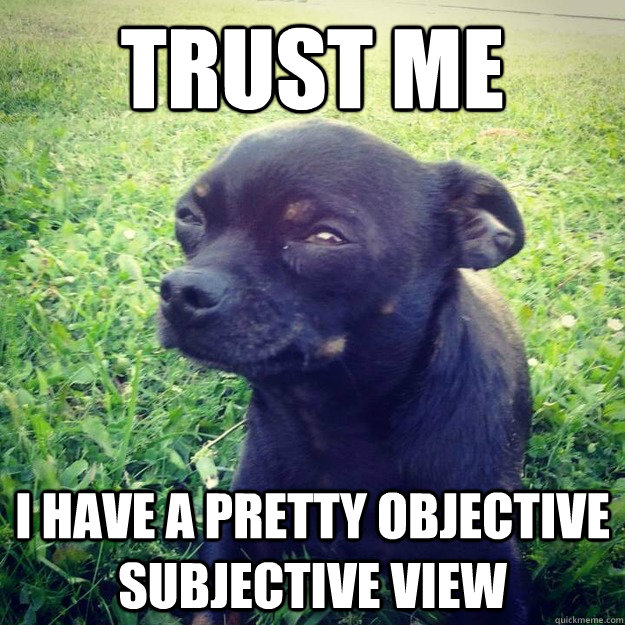 TRUST ME
I HAVE A PRETTY OBJECTIVE
SUBJECTIVE VIEW
quickmeme.com